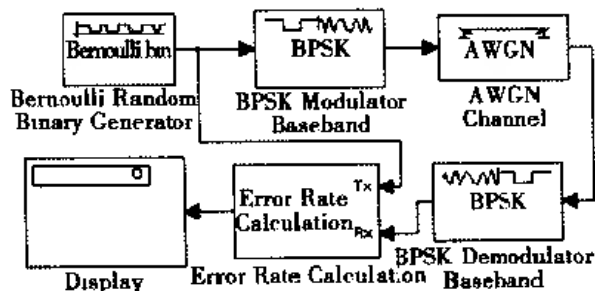 Bernoulli bin
BPSK
AWGN
Bernoulli Random
Binary Generator
BPSK Modulator
Baseband
AWGN
Channel
0
Error Rate
Calculation
Tx
Rx
BPSK
Display
Error Rate Calculation
BPSK Demodulator
Baseband